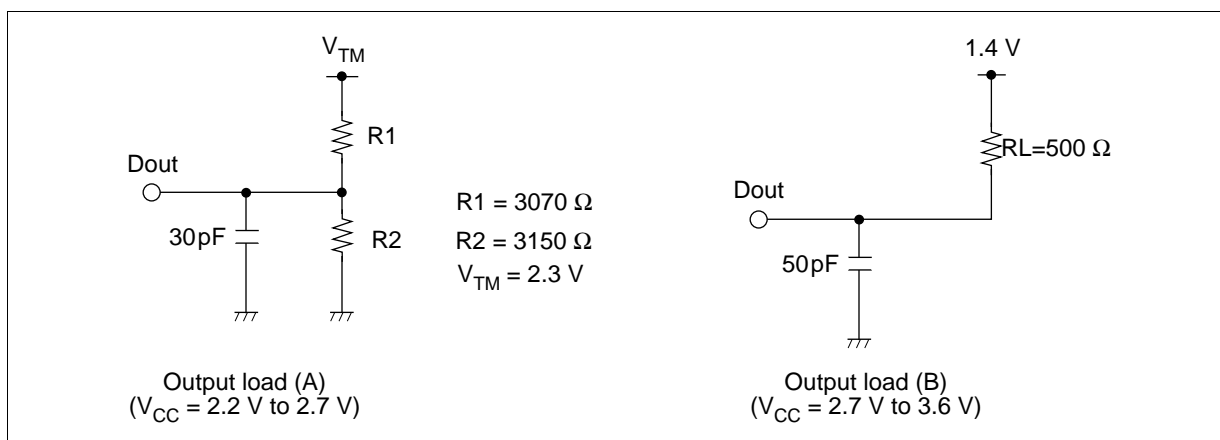 V_TM
R1
Dout
30pF
R2
R1 = 3070 Ω
R2 = 3150 Ω
V_TM = 2.3 V
Output load (A)
(V_CC = 2.2 V to 2.7 V)
1.4 V
RL=500 Ω
Dout
50pF
Output load (B)
(V_CC = 2.7 V to 3.6 V)